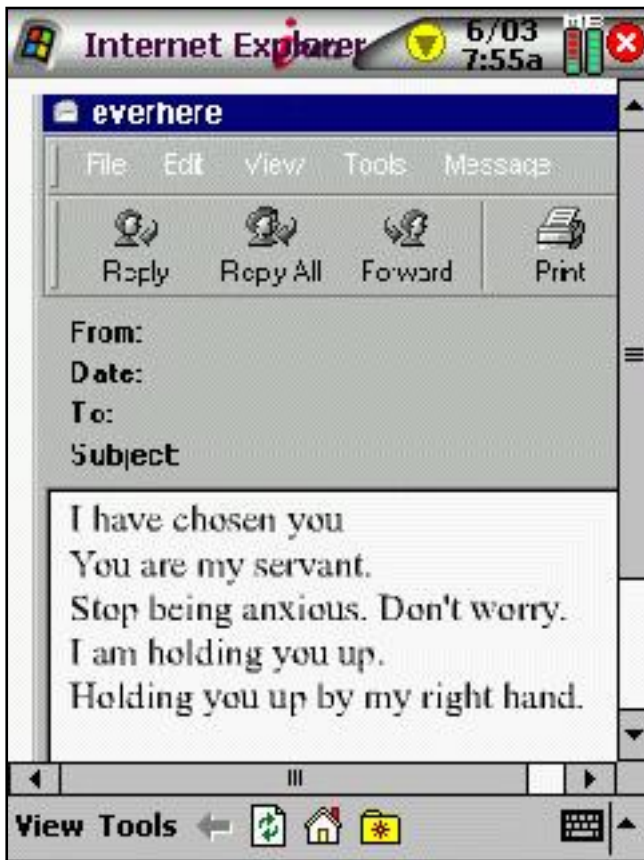 Internet Explorer
6/03
7:55a
everhere
File Edit View Tools Message
Reply Reply All Forward Print
From:
Date:
To:
Subject:
I have chosen you
You are my servant.
Stop being anxious. Don't worry.
I am holding you up.
Holding you up by my right hand.
View Tools